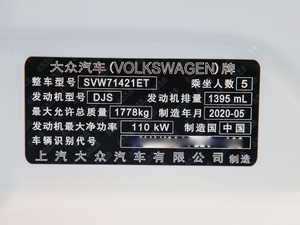 大众汽车(VOLKSWAGEN)牌
整车型号 SVW71421ET 乘坐人数 5
发动机型号 DJS 发动机排量 1395 mL
最大允许总质量 1778kg 制造年月 2020-05
发动机最大净功率 110 kW 制造国 中国
车辆识别代号
上汽大众汽车有限公司 制造